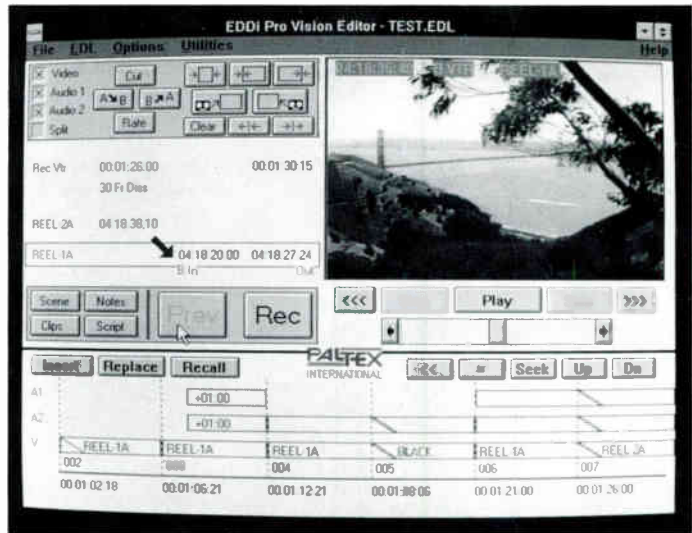 EDDi Pro Vision Editor - TEST.EDL
File EDL Options Utilities Help
Video Cut
Audio 1 A B B A
Audio 2
Split Rate Clear
Rec Vtr 00:01:26:00 00:01 30:15
30 Fr Diss
REEL-2A 04 18 38,10
REEL-1A 04 18 20 00 04 18 27 24
B In Out
Scene Notes
Clips Script
Prev Rec
<<< Play >>>
Insert Replace Recall
PALTEX
INTERNATIONAL
Seek Up Dn
A1 +01:00
A2 +01:00
V REEL-1A REEL-1A REEL 1A BLACK REEL 1A REEL 2A
002 004 005 006 007
00 01 02 18 00:01:06:21 00:01 12:21 00 01 21:00 00 01 26:00